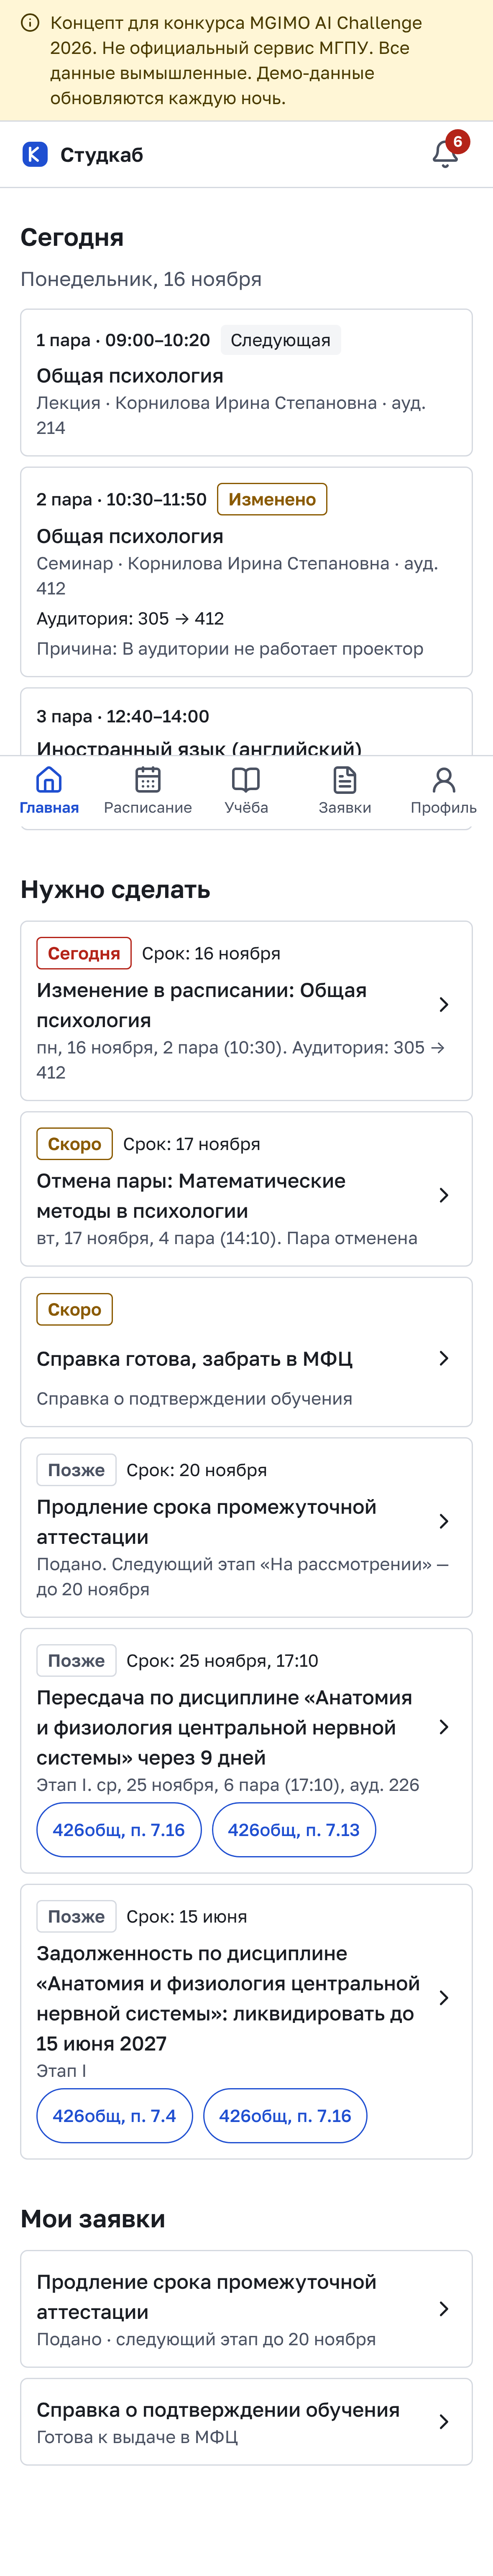 Концепт для конкурса MGIMO AI Challenge
2026. Не официальный сервис МГПУ. Все
данные вымышленные. Демо-данные
обновляются каждую ночь.
Студкаб
6
Сегодня
Понедельник, 16 ноября
1 пара · 09:00–10:20 Следующая
Общая психология
Лекция · Корнилова Ирина Степановна · ауд.
214
2 пара · 10:30–11:50 Изменено
Общая психология
Семинар · Корнилова Ирина Степановна · ауд.
412
Аудитория: 305 → 412
Причина: В аудитории не работает проектор
3 пара · 12:40–14:00
Иностранный язык (английский)
Главная Расписание Учёба Заявки Профиль
Нужно сделать
Сегодня Срок: 16 ноября
Изменение в расписании: Общая
психология
пн, 16 ноября, 2 пара (10:30). Аудитория: 305 →
412
Скоро Срок: 17 ноября
Отмена пары: Математические
методы в психологии
вт, 17 ноября, 4 пара (14:10). Пара отменена
Скоро
Справка готова, забрать в МФЦ
Справка о подтверждении обучения
Позже Срок: 20 ноября
Продление срока промежуточной
аттестации
Подано. Следующий этап «На рассмотрении» —
до 20 ноября
Позже Срок: 25 ноября, 17:10
Пересдача по дисциплине «Анатомия
и физиология центральной нервной
системы» через 9 дней
Этап I. ср, 25 ноября, 6 пара (17:10), ауд. 226
426общ, п. 7.16 426общ, п. 7.13
Позже Срок: 15 июня
Задолженность по дисциплине
«Анатомия и физиология центральной
нервной системы»: ликвидировать до
15 июня 2027
Этап I
426общ, п. 7.4 426общ, п. 7.16
Мои заявки
Продление срока промежуточной
аттестации
Подано · следующий этап до 20 ноября
Справка о подтверждении обучения
Готова к выдаче в МФЦ